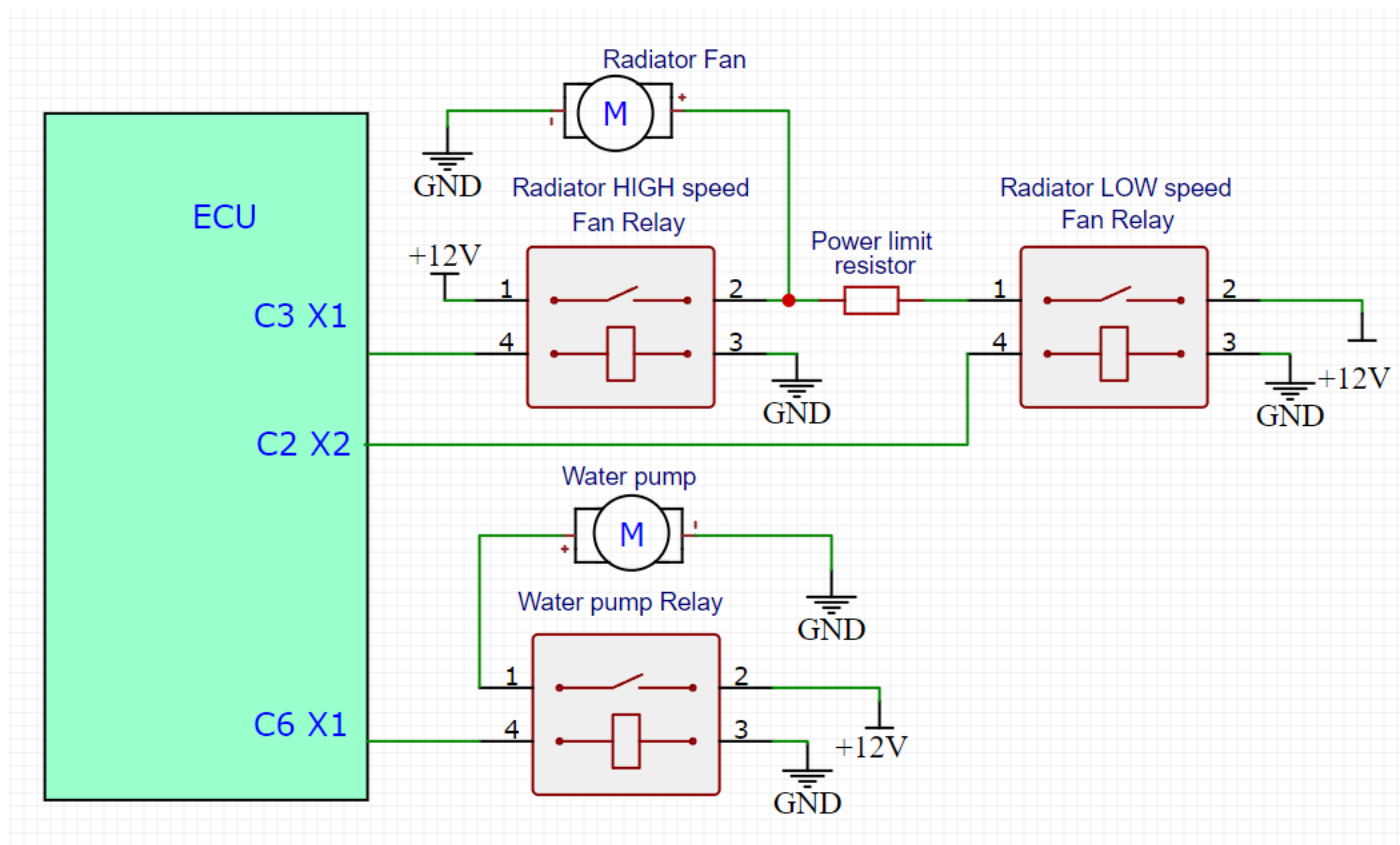 Radiator Fan
M
+
-
GND
ECU
Radiator HIGH speed
Fan Relay
+12V
1
2
4
3
GND
Power limit
resistor
Radiator LOW speed
Fan Relay
1
2
4
3
GND
+12V
C3 X1
C2 X2
Water pump
M
+
-
GND
Water pump Relay
1
2
4
3
+12V
GND
C6 X1